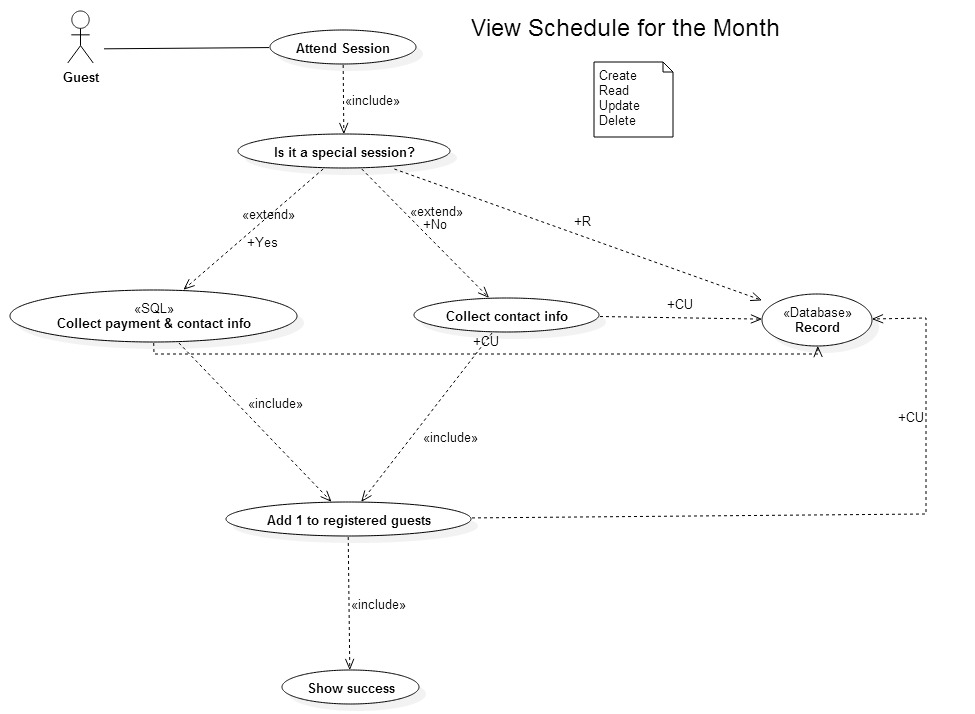 View Schedule for the Month
Attend Session
Guest
Create
Read
Update
Delete
«include»
Is it a special session?
«extend»
+Yes
«extend»
+No
+R
«SQL»
Collect payment & contact info
Collect contact info
+CU
«Database»
Record
+CU
«include»
«include»
+CU
Add 1 to registered guests
«include»
Show success